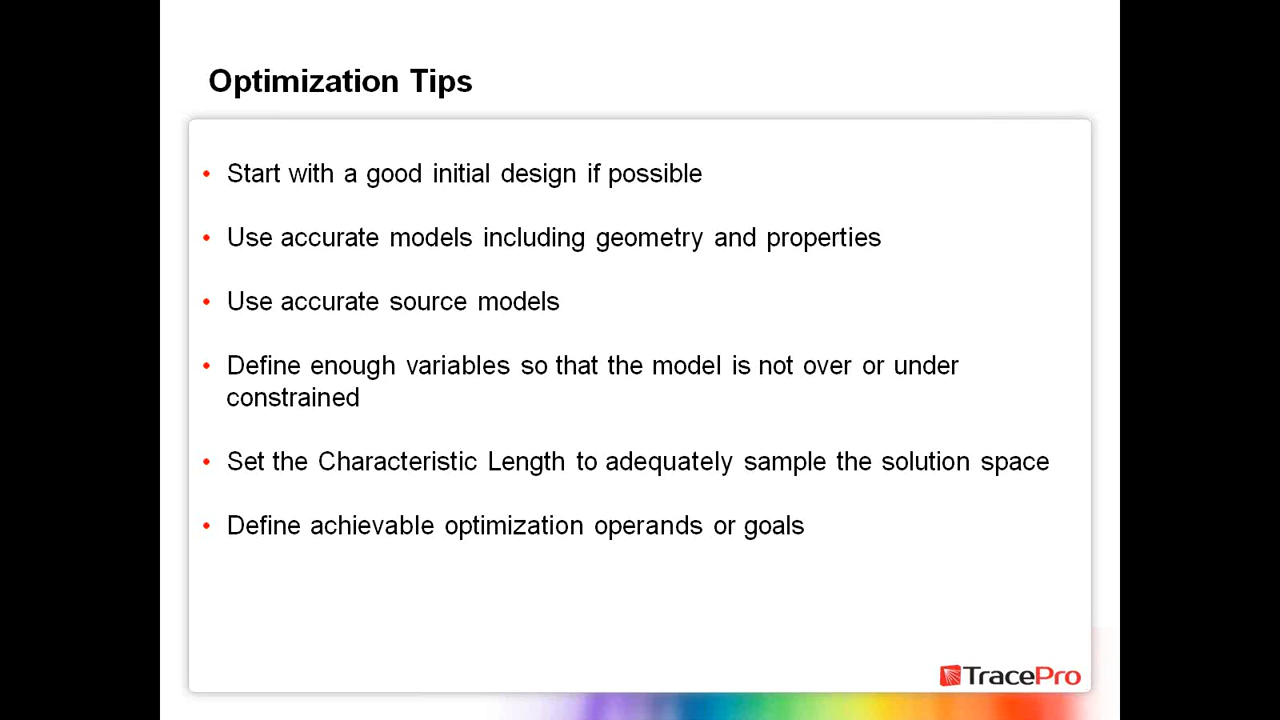 Optimization Tips
• Start with a good initial design if possible
• Use accurate models including geometry and properties
• Use accurate source models
• Define enough variables so that the model is not over or under
constrained
• Set the Characteristic Length to adequately sample the solution space
• Define achievable optimization operands or goals
TracePro